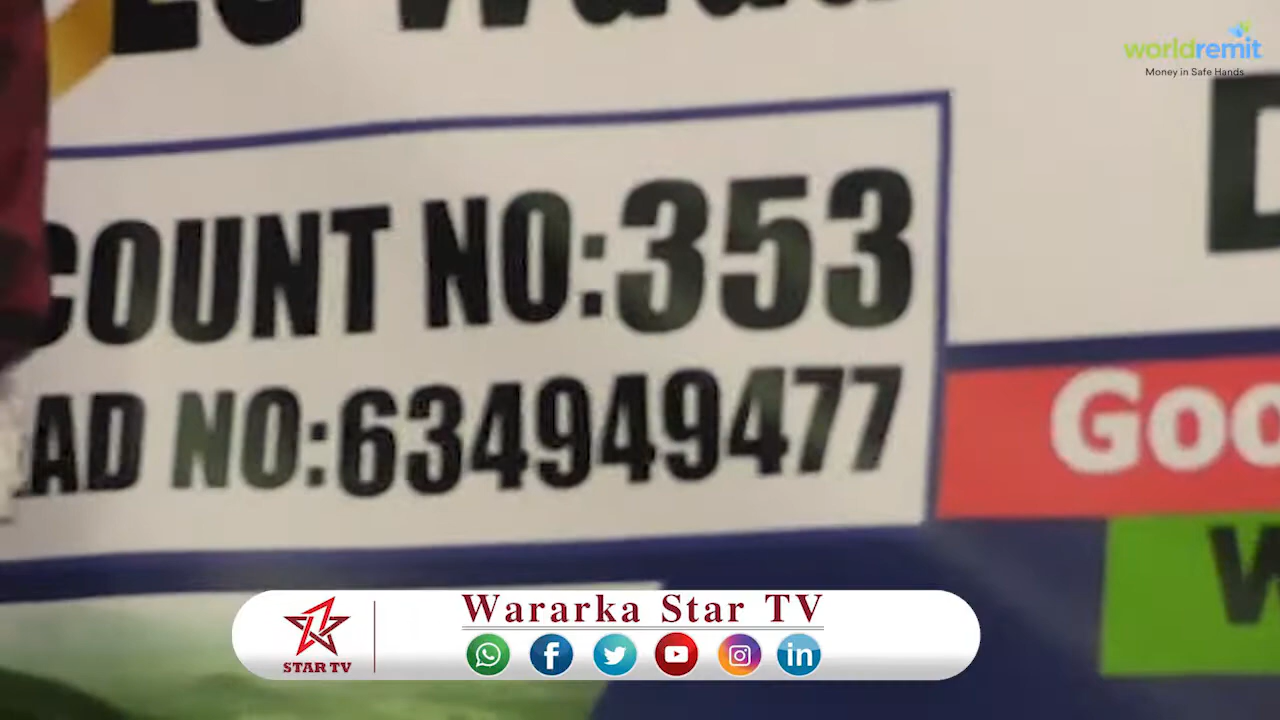 worldremit
Money in Safe Hands
COUNT NO:353
AD NO:634949477
Goo
W
Wararka Star TV
STAR TV